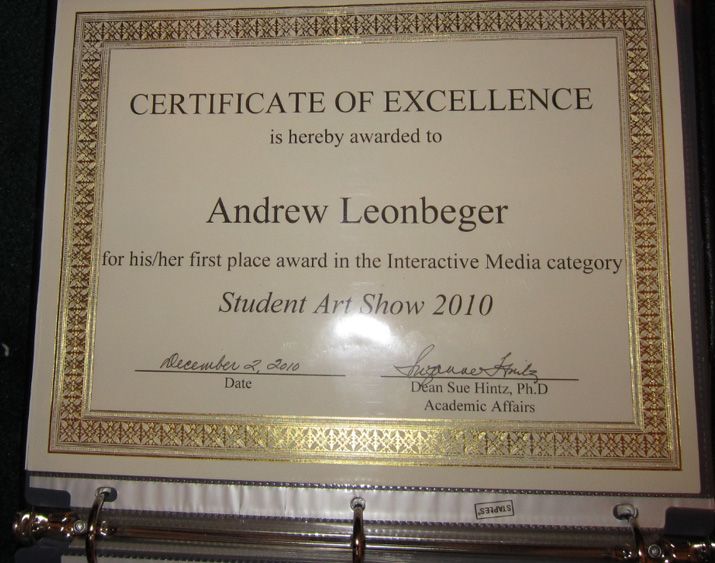 CERTIFICATE OF EXCELLENCE
is hereby awarded to
Andrew Leonbeger
for his/her first place award in the Interactive Media category
Student Art Show 2010
December 2, 2010
Suzanne Hintz
Date
Dean Sue Hintz, Ph.D
Academic Affairs
STAPLES